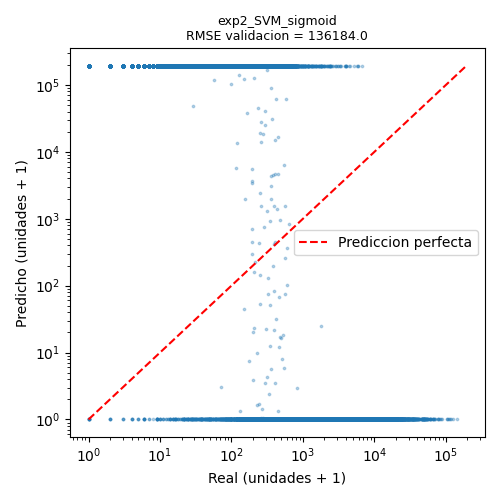 exp2_SVM_sigmoid
RMSE validacion = 136184.0
Predicho (unidades + 1)
10^5
10^4
10^3
10^2
10^1
10^0
Prediccion perfecta
10^0 10^1 10^2 10^3 10^4 10^5
Real (unidades + 1)